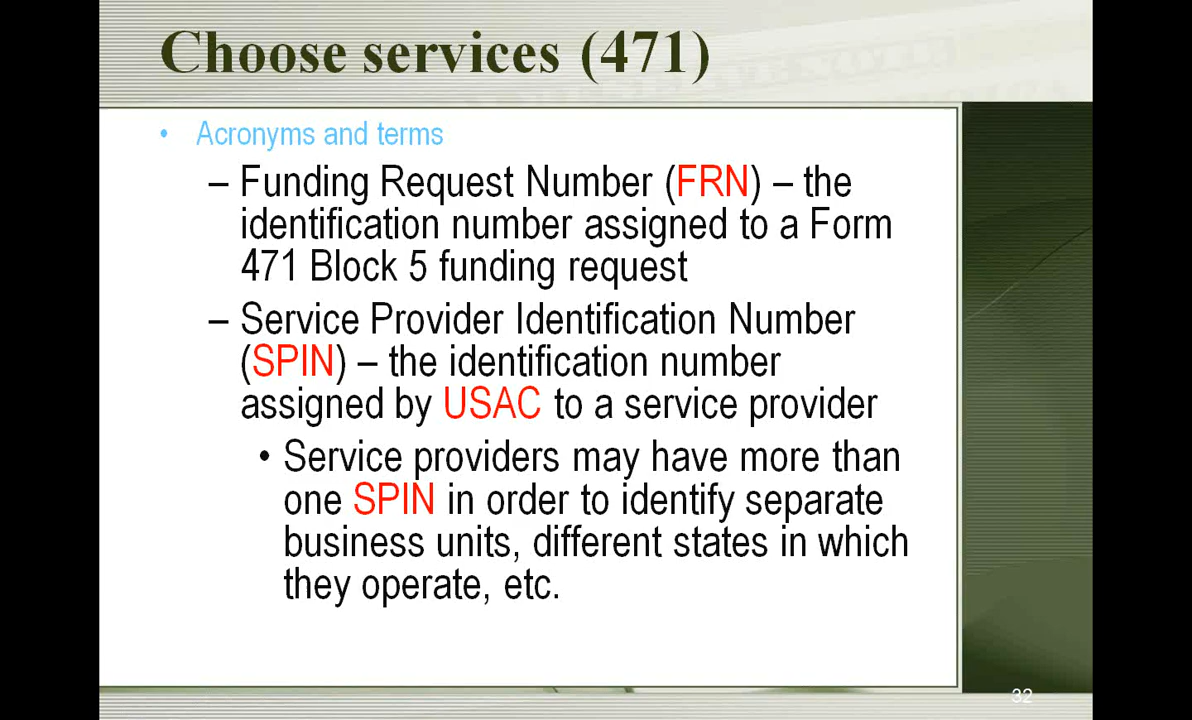 Choose services (471)
• Acronyms and terms
– Funding Request Number (FRN) – the
identification number assigned to a Form
471 Block 5 funding request
– Service Provider Identification Number
(SPIN) – the identification number
assigned by USAC to a service provider
• Service providers may have more than
one SPIN in order to identify separate
business units, different states in which
they operate, etc.
32